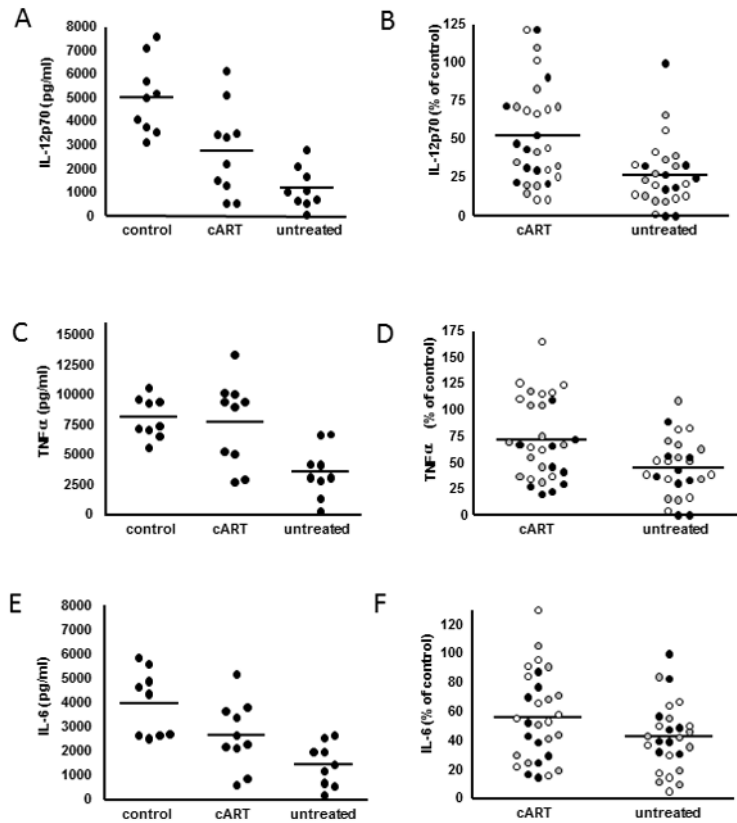 A
IL-12p70 (pg/ml)
8000
7000
6000
5000
4000
3000
2000
1000
0
control cART untreated
B
IL-12p70 (% of control)
125
100
75
50
25
0
cART untreated
C
TNFα (pg/ml)
15000
12500
10000
7500
5000
2500
0
control cART untreated
D
TNFα (% of control)
175
150
125
100
75
50
25
0
cART untreated
E
IL-6 (pg/ml)
8000
7000
6000
5000
4000
3000
2000
1000
0
control cART untreated
F
IL-6 (% of control)
120
100
80
60
40
20
0
cART untreated